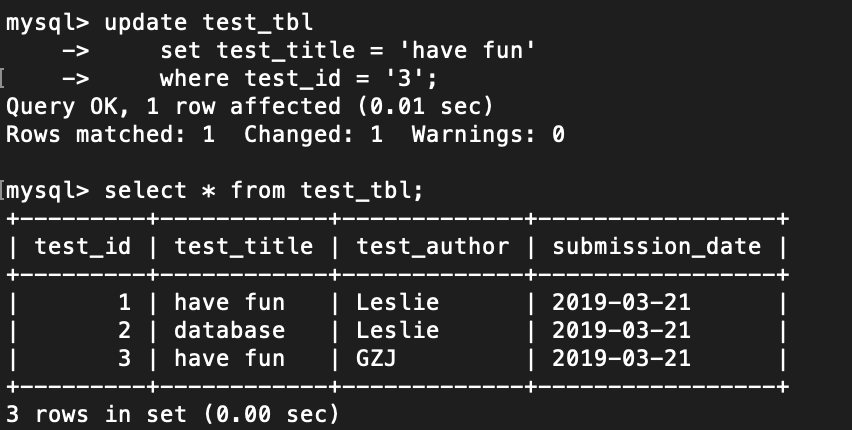 mysql> update test_tbl
    ->     set test_title = 'have fun'
[    ->     where test_id = '3';
Query OK, 1 row affected (0.01 sec)
Rows matched: 1  Changed: 1  Warnings: 0
[mysql> select * from test_tbl;
+---------+------------+-------------+-----------------+
| test_id | test_title | test_author | submission_date |
+---------+------------+-------------+-----------------+
|       1 | have fun   | Leslie      | 2019-03-21      |
|       2 | database   | Leslie      | 2019-03-21      |
|       3 | have fun   | GZJ         | 2019-03-21      |
+---------+------------+-------------+-----------------+
3 rows in set (0.00 sec)